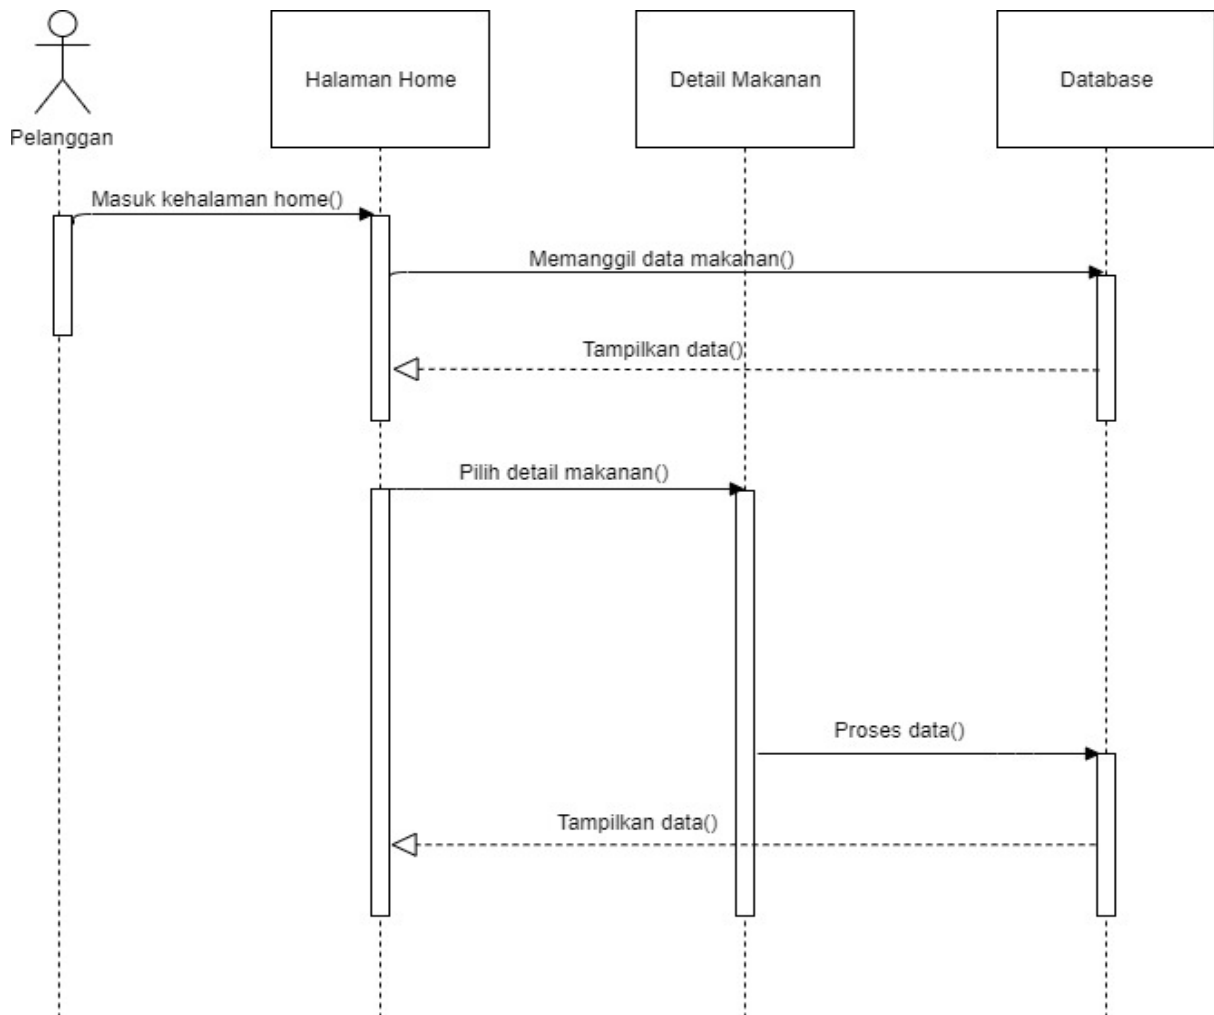 Halaman Home
Detail Makanan
Database
Pelanggan
Masuk kehalaman home()
Memanggil data makahan()
Tampilkan data()
Pilih detail makanan()
Proses data()
Tampilkan data()